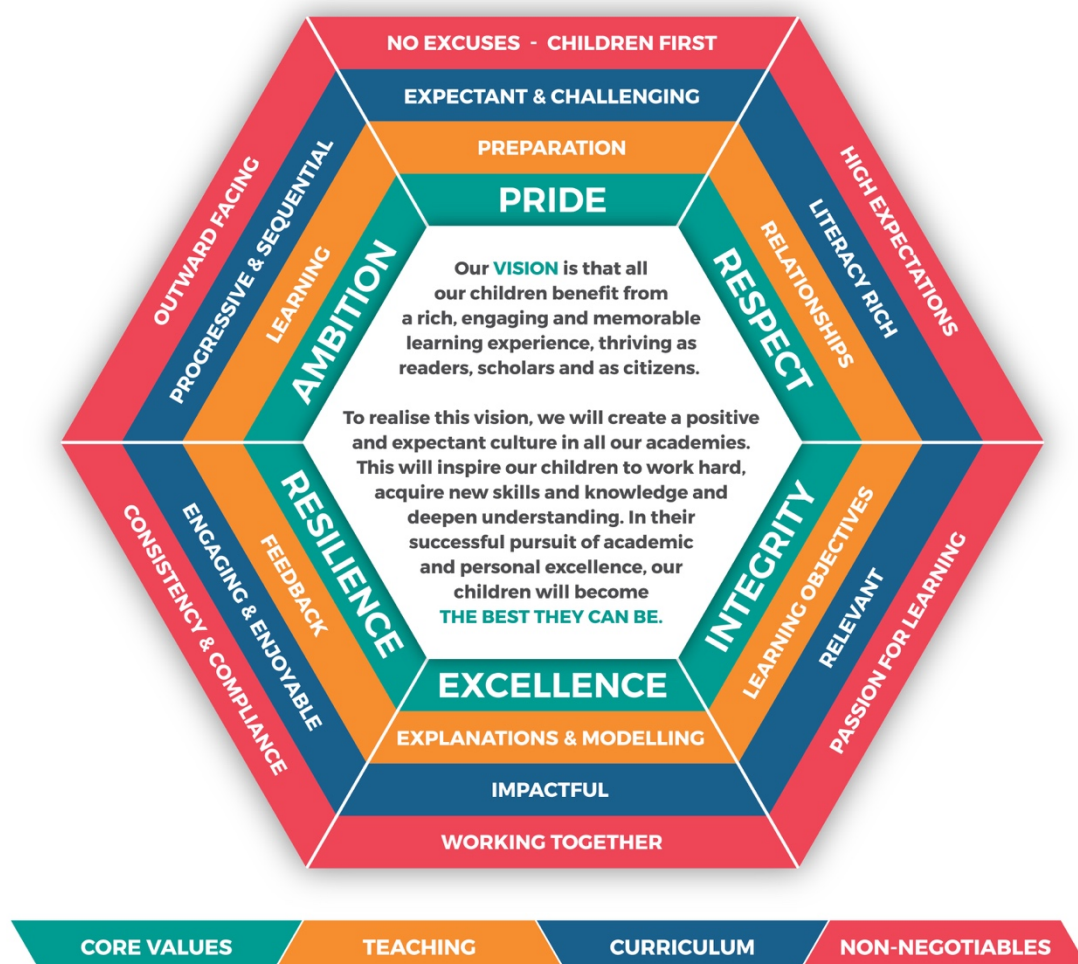 NO EXCUSES - CHILDREN FIRST
EXPECTANT & CHALLENGING
PREPARATION
PRIDE
HIGH EXPECTATIONS
LITERACY RICH
RELATIONSHIPS
RESPECT
PASSION FOR LEARNING
RELEVANT
LEARNING OBJECTIVES
INTEGRITY
EXCELLENCE
EXPLANATIONS & MODELLING
IMPACTFUL
WORKING TOGETHER
CONSISTENCY & COMPLIANCE
ENGAGING & ENJOYABLE
FEEDBACK
RESILIENCE
OUTWARD FACING
PROGRESSIVE & SEQUENTIAL
LEARNING
AMBITION
Our VISION is that all
our children benefit from
a rich, engaging and memorable
learning experience, thriving as
readers, scholars and as citizens.
To realise this vision, we will create a positive
and expectant culture in all our academies.
This will inspire our children to work hard,
acquire new skills and knowledge and
deepen understanding. In their
successful pursuit of academic
and personal excellence, our
children will become
THE BEST THEY CAN BE.
CORE VALUES
TEACHING
CURRICULUM
NON-NEGOTIABLES